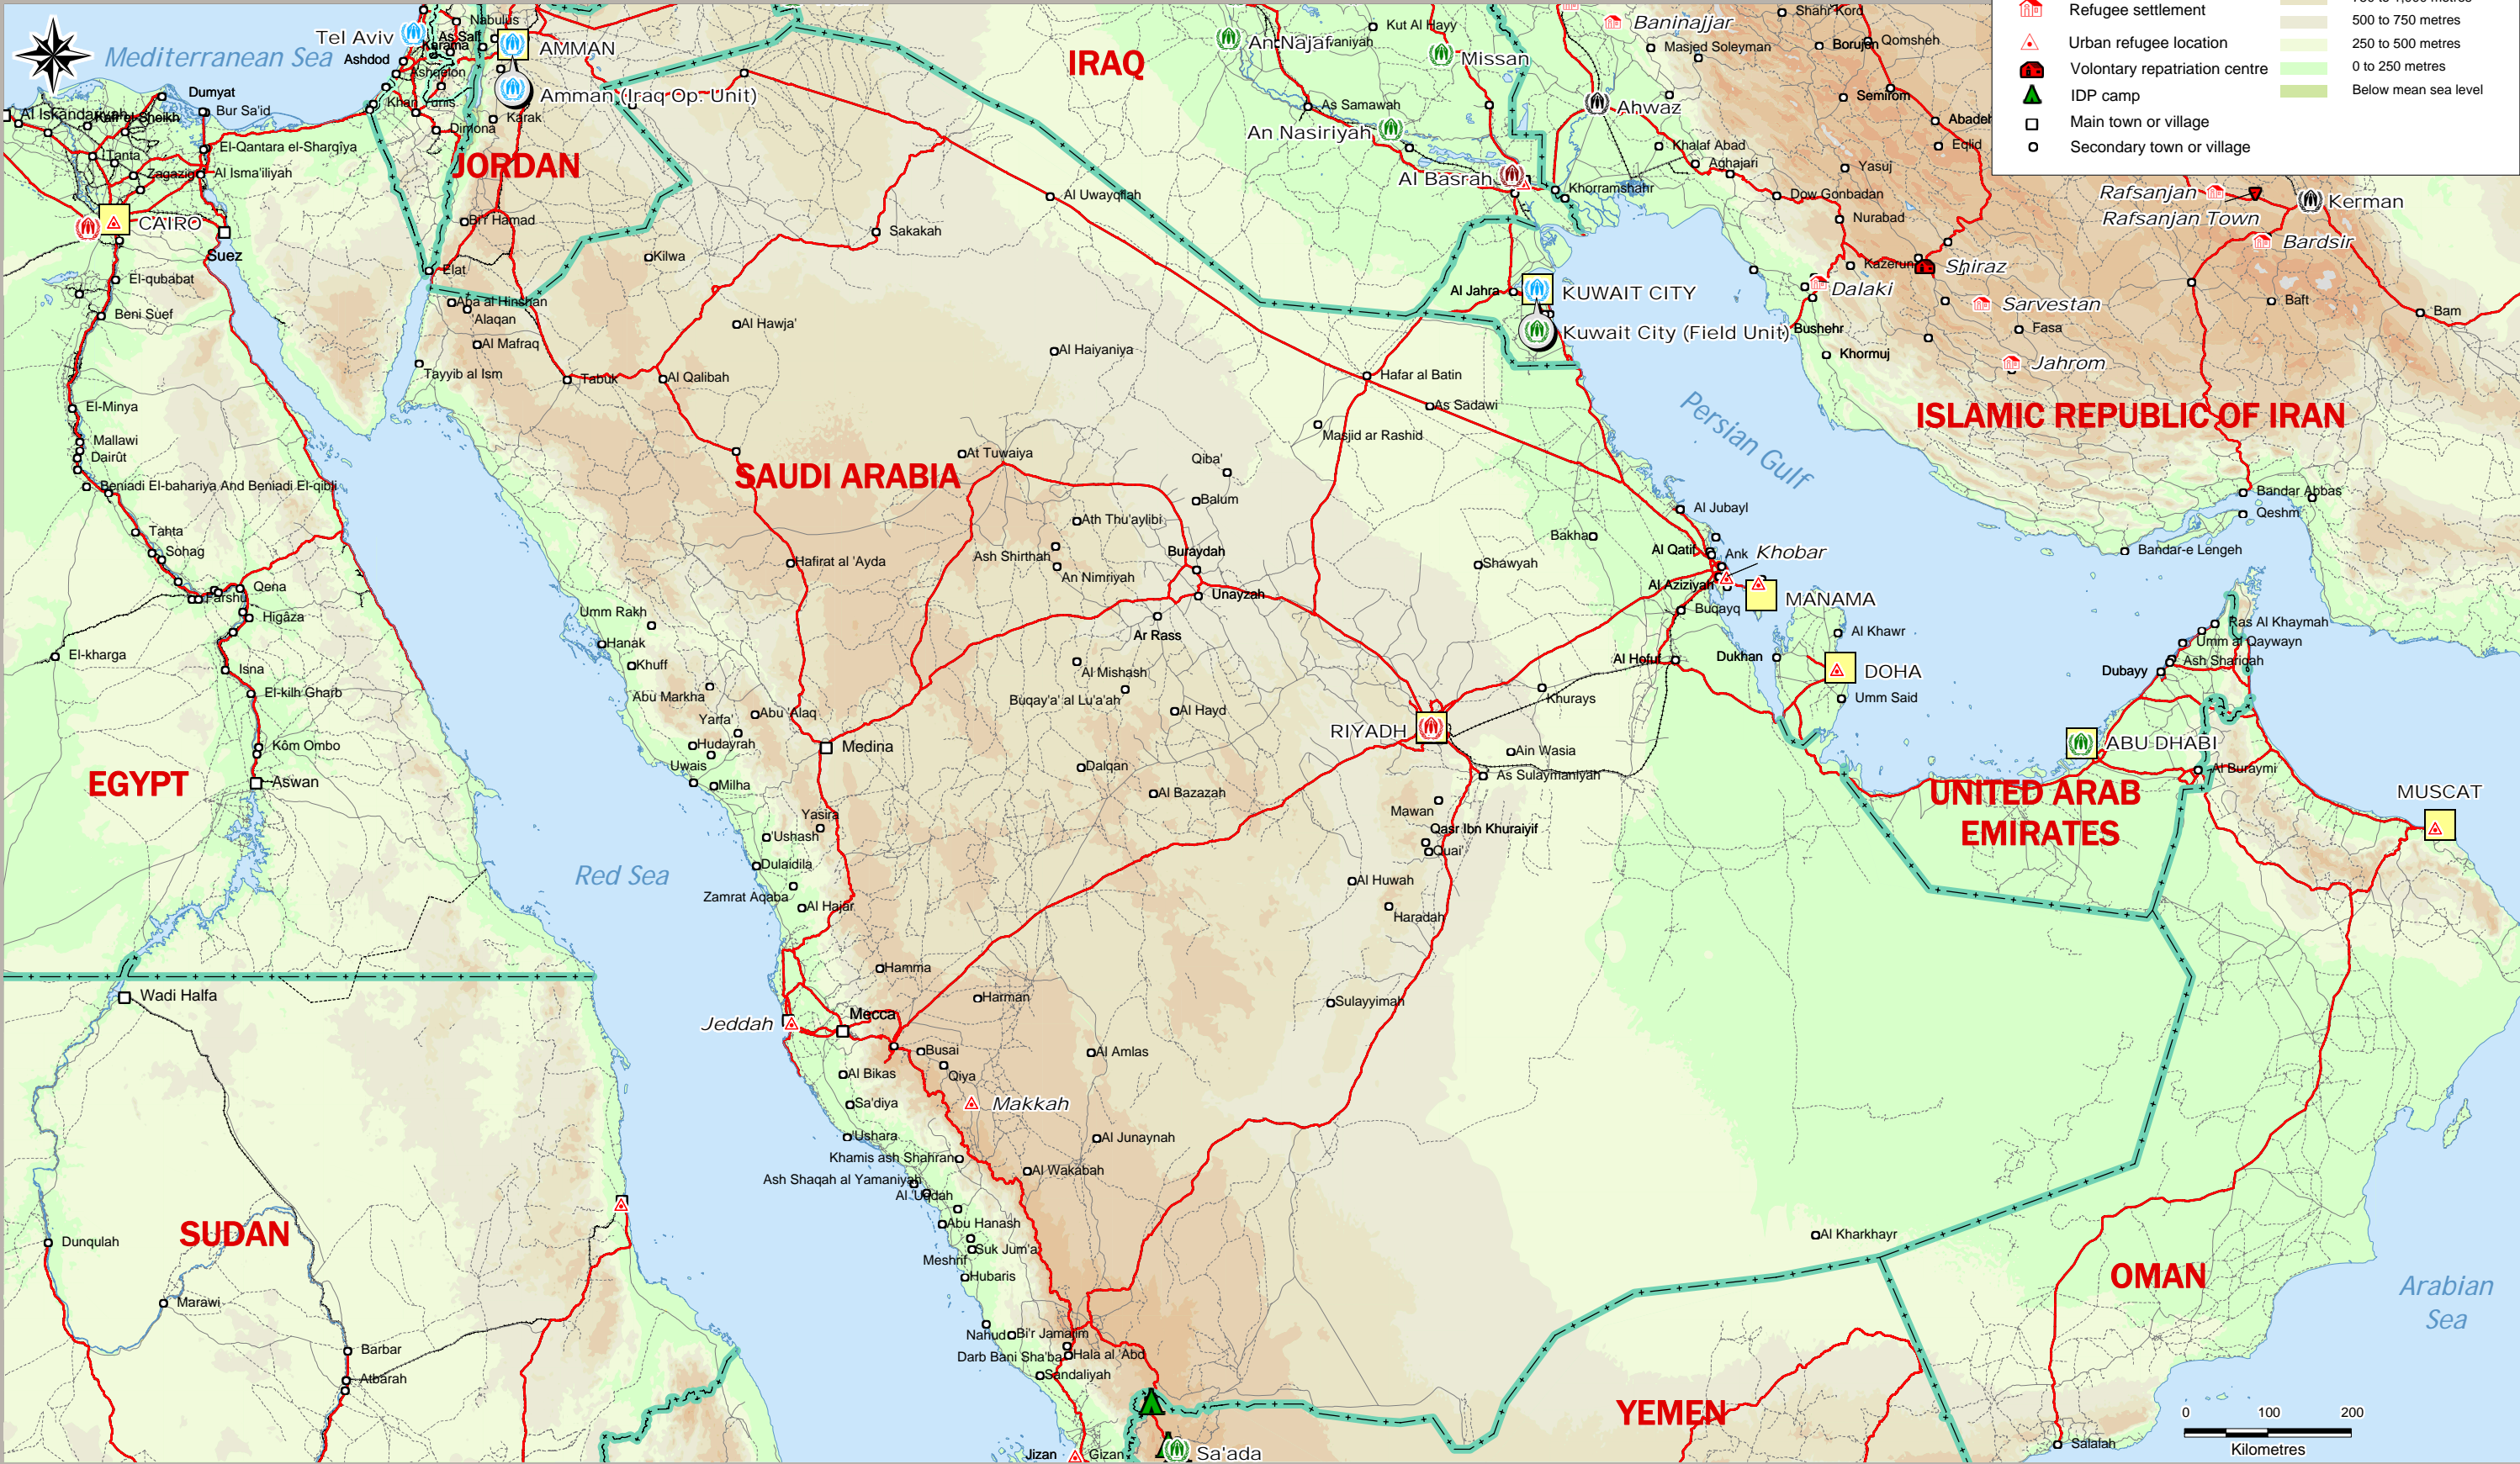 Mediterranean Sea
Tel Aviv
Ashdod
Nabulus
As Salt
Karama
Ashqelon
Khan Yunis
Dimona
AMMAN
Amman (Iraq Op. Unit)
Karak
JORDAN
Bi'r Hamad
Elat
Dumyat
Bur Sa'id
Al Iskandariyah
Kafr el-Sheikh
Tanta
Zagazig
El-Qantara el-Sharqîya
Al Isma'iliyah
CAIRO
Suez
El-qubabat
Beni Suef
El-Minya
Mallawi
Dairût
Beniadi El-bahariya And Beniadi El-qibli
Tahta
Sohag
Farshu
Qena
Higâza
El-kharga
Isna
El-kilh Gharb
Kôm Ombo
EGYPT
Aswan
Wadi Halfa
SUDAN
Dunqulah
Marawi
Barbar
Atbarah
Red Sea
IRAQ
An Najaf
Kut Al Hayy
Missan
As Samawah
An Nasiriyah
Al Basrah
Baninajjar
Masjed Soleyman
Ahwaz
Khalaf Abad
Aghajari
Khorramshahr
Shahr Kord
Borujen
Qomsheh
Semirom
Abadeh
Eqlid
Yasuj
Dow Gonbadan
Nurabad
Kazerun
Shiraz
Dalaki
Sarvestan
Bushehr
Fasa
Khormuj
Jahrom
Rafsanjan
Rafsanjan Town
Kerman
Bardsir
Baft
Bam
ISLAMIC REPUBLIC OF IRAN
Bandar Abbas
Qeshm
Bandar-e Lengeh
Refugee settlement
Urban refugee location
Volontary repatriation centre
IDP camp
Main town or village
Secondary town or village
500 to 750 metres
250 to 500 metres
0 to 250 metres
Below mean sea level
Al Jahra
KUWAIT CITY
Kuwait City (Field Unit)
Persian Gulf
Al Uwayqilah
Sakakah
Kilwa
Aba al Hinshan
'Alaqan
Al Mafraq
Tayyib al Ism
Tabuk
Al Qalibah
Al Hawja'
Al Haiyaniya
Hafar al Batin
As Sadawi
Masjid ar Rashid
SAUDI ARABIA
At Tuwaiya
Qiba'
Balum
Ath Thu'aylibi
Ash Shirthah
An Nimriyah
Buraydah
Unayzah
Ar Rass
Hafirat al 'Ayda
Umm Rakh
Hanak
Khuff
Abu Markha
Yarfa'
Abu 'Alaq
Hudayrah
Uwais
Milha
Medina
Al Mishash
Buqay'a' al Lu'a'ah
Al Hayd
Dalqan
Al Bazazah
Shawyah
Bakha
Al Jubayl
Al Qatif
Ank
Khobar
Al Aziziyah
Buqayq
MANAMA
Al Hofuf
Dukhan
Al Khawr
DOHA
Umm Said
Khurays
RIYADH
Ain Wasia
As Sulaymaniyah
Mawan
Qasr Ibn Khuraiyif
Quai'
Al Huwah
Haradah
Yasira
'Ushash
Dulaidila
Zamrat Aqaba
Al Hajar
Hamma
Harman
Sulayyimah
Jeddah
Mecca
Busai
Qiya
Al Bikas
Sa'diya
Makkah
Al Amlas
'Ushara
Al Junaynah
Khamis ash Shahran
Al Wakabah
Ash Shaqah al Yamaniyah
Al 'Uqdah
Abu Hanash
Suk Jum'a
Meshrif
Hubaris
Nahud
Bi'r Jamalim
Darb Bani Sha'ba
Hala al 'Abd
Sandaliyah
Jizan
Gizan
Sa'ada
Ras Al Khaymah
Umm al Qaywayn
Ash Shariqah
Dubayy
ABU DHABI
Al Buraymi
UNITED ARAB
EMIRATES
MUSCAT
Al Kharkhayr
OMAN
YEMEN
Arabian
Sea
Salalah
0 100 200
Kilometres